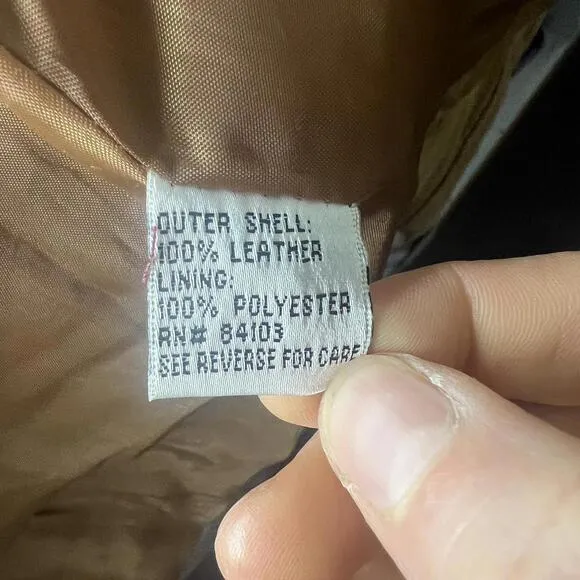 OUTER SHELL:
100% LEATHER
LINING:
100% POLYESTER
RN# 84103
SEE REVERSE FOR CARE